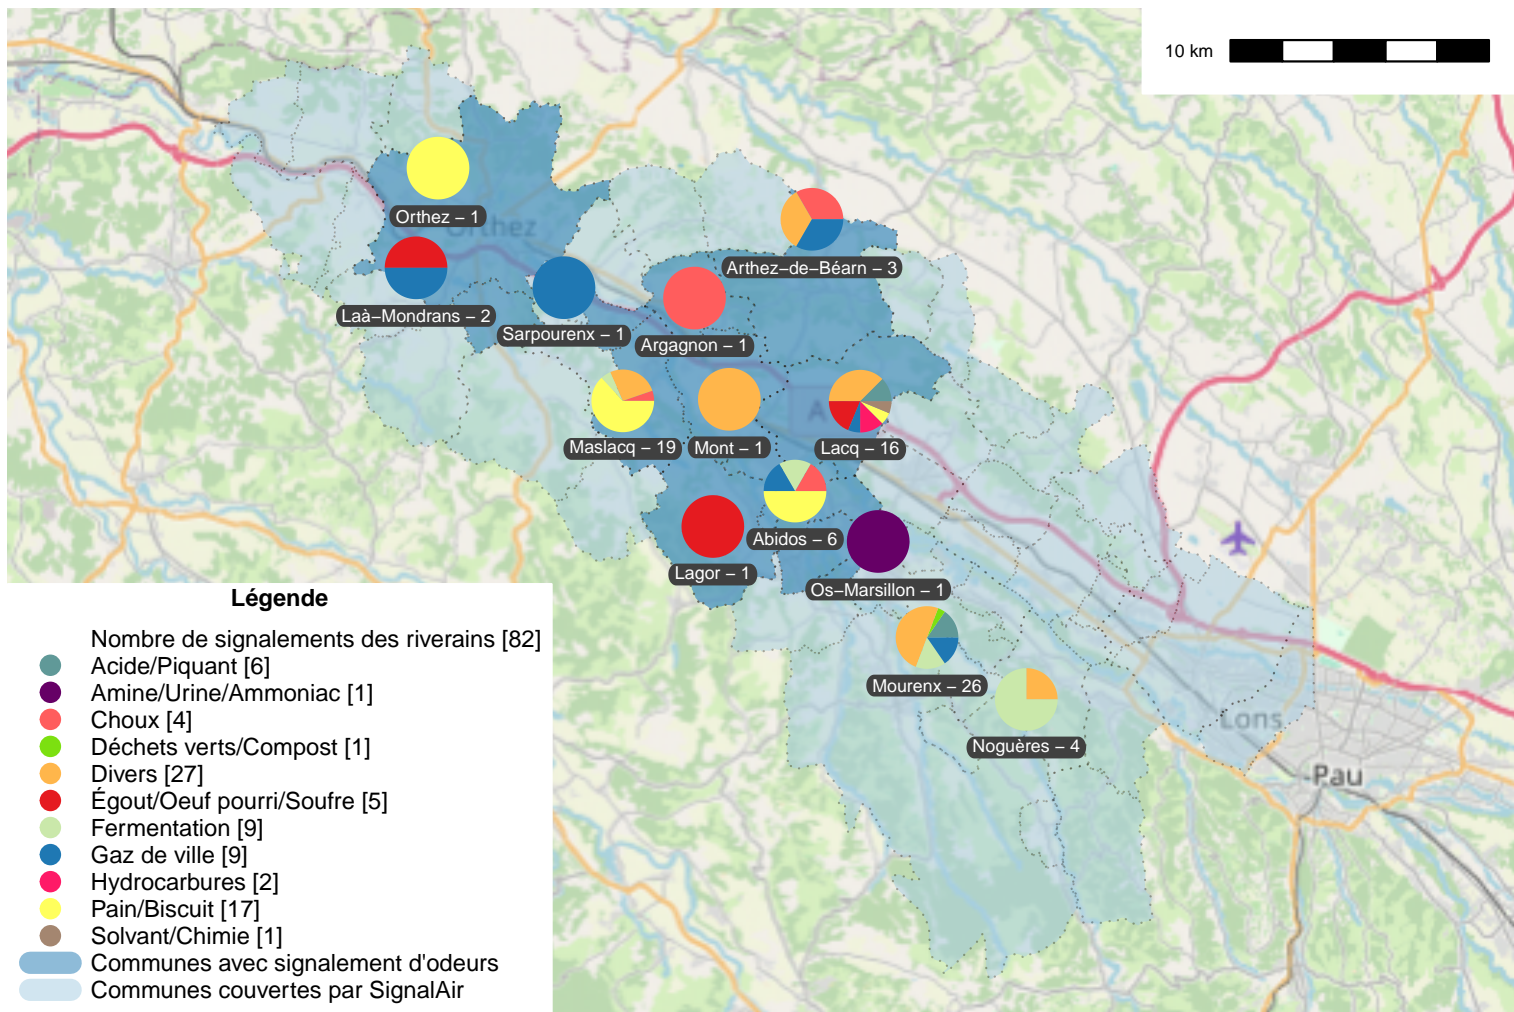 10 km
Orthez – 1
Orthez
Arthez–de–Béarn – 3
Laà–Mondrans – 2
Sarpourenx – 1
Argagnon – 1
Maslacq – 19
Mont – 1
Lacq – 16
Abidos – 6
Lagor – 1
Os–Marsillon – 1
Mourenx – 26
Noguères – 4
Lons
Pau
Légende
Nombre de signalements des riverains [82]
Acide/Piquant [6]
Amine/Urine/Ammoniac [1]
Choux [4]
Déchets verts/Compost [1]
Divers [27]
Égout/Oeuf pourri/Soufre [5]
Fermentation [9]
Gaz de ville [9]
Hydrocarbures [2]
Pain/Biscuit [17]
Solvant/Chimie [1]
Communes avec signalement d'odeurs
Communes couvertes par SignalAir